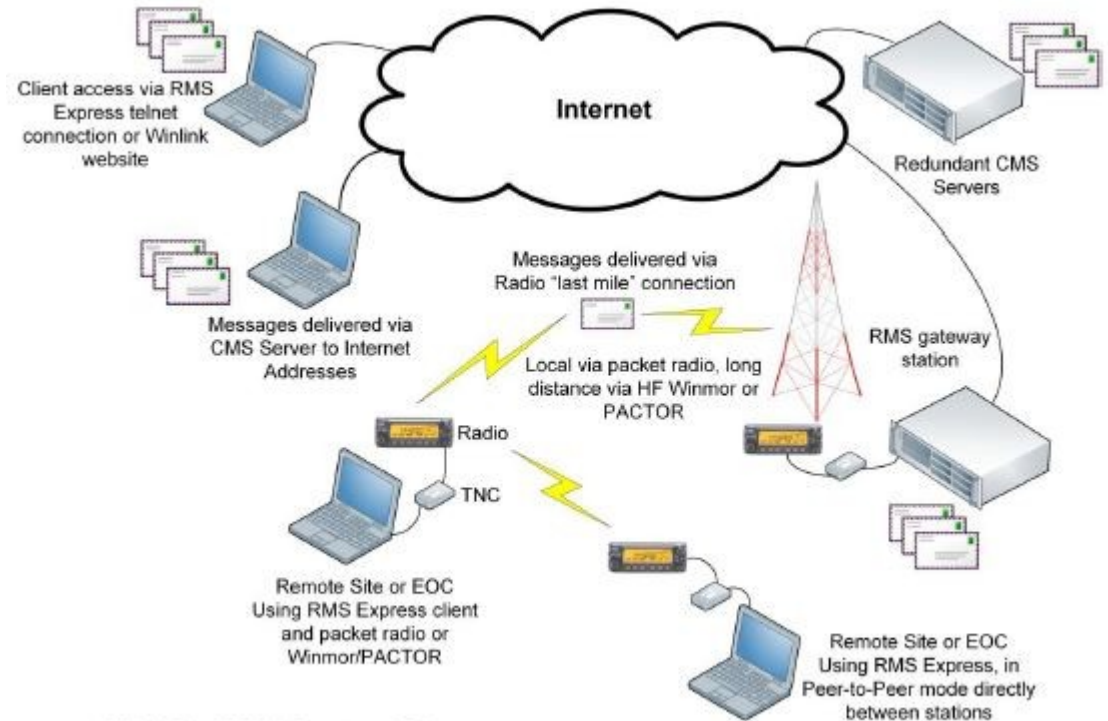 Internet
Client access via RMS
Express telnet
connection or Winlink
website
Redundant CMS
Servers
Messages delivered via
Radio “last mile” connection
Messages delivered via
CMS Server to Internet
Addresses
Local via packet radio, long
distance via HF Winmor or
PACTOR
RMS gateway
station
Radio
TNC
Remote Site or EOC
Using RMS Express client
and packet radio or
Winmor/PACTOR
Remote Site or EOC
Using RMS Express, in
Peer-to-Peer mode directly
between stations